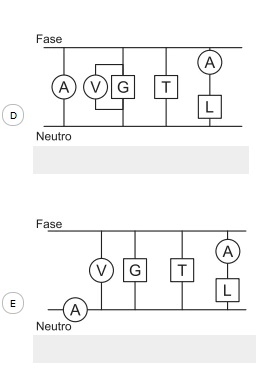 Fase
A V G T A
L
D
Neutro
Fase
A
V G T
L
E
A
Neutro